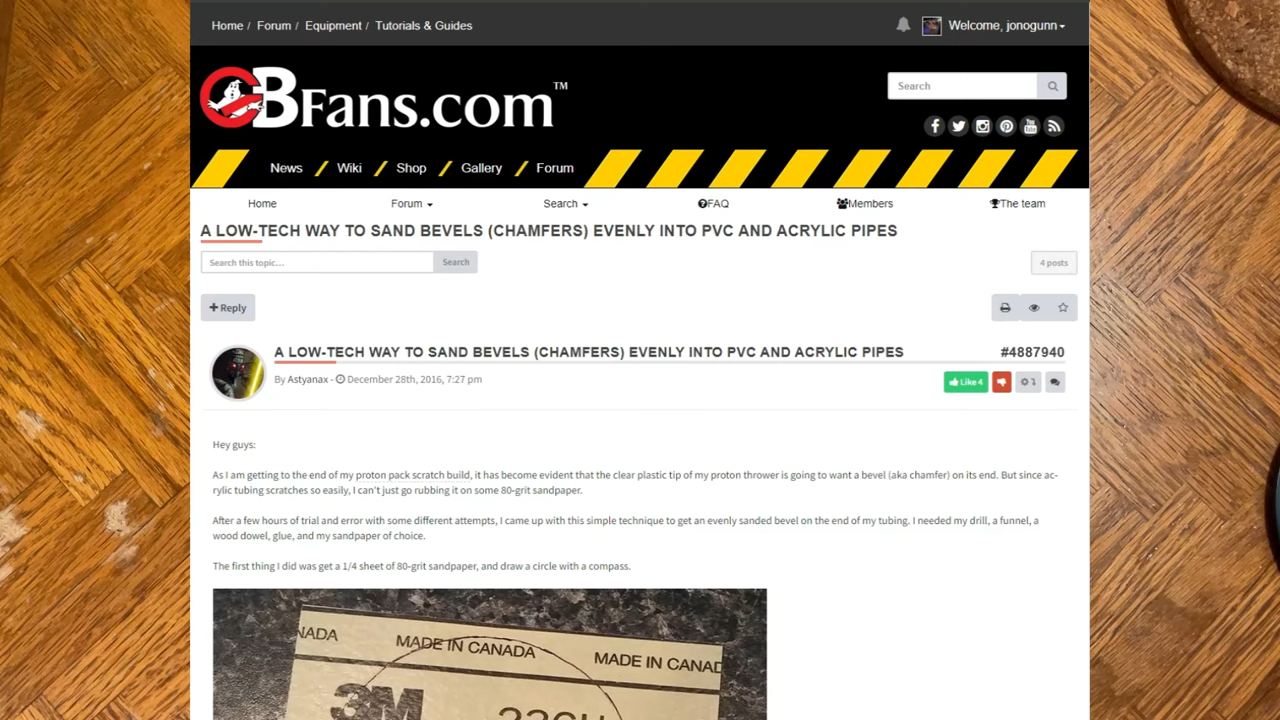 Home / Forum / Equipment / Tutorials & Guides
Welcome, jonogunn
GBFans.com™
Search
News / Wiki / Shop / Gallery / Forum
Home Forum Search FAQ Members The team
A LOW-TECH WAY TO SAND BEVELS (CHAMFERS) EVENLY INTO PVC AND ACRYLIC PIPES
Search this topic... Search 4 posts
+ Reply
A LOW-TECH WAY TO SAND BEVELS (CHAMFERS) EVENLY INTO PVC AND ACRYLIC PIPES #4887940
By Astyanax - December 28th, 2016, 7:27 pm
Like 4 1
Hey guys:
As I am getting to the end of my proton pack scratch build, it has become evident that the clear plastic tip of my proton thrower is going to want a bevel (aka chamfer) on its end. But since ac-
rylic tubing scratches so easily, I can't just go rubbing it on some 80-grit sandpaper.
After a few hours of trial and error with some different attempts, I came up with this simple technique to get an evenly sanded bevel on the end of my tubing. I needed my drill, a funnel, a
wood dowel, glue, and my sandpaper of choice.
The first thing I did was get a 1/4 sheet of 80-grit sandpaper, and draw a circle with a compass.
NADA MADE IN CANADA MADE IN CANAD
3M